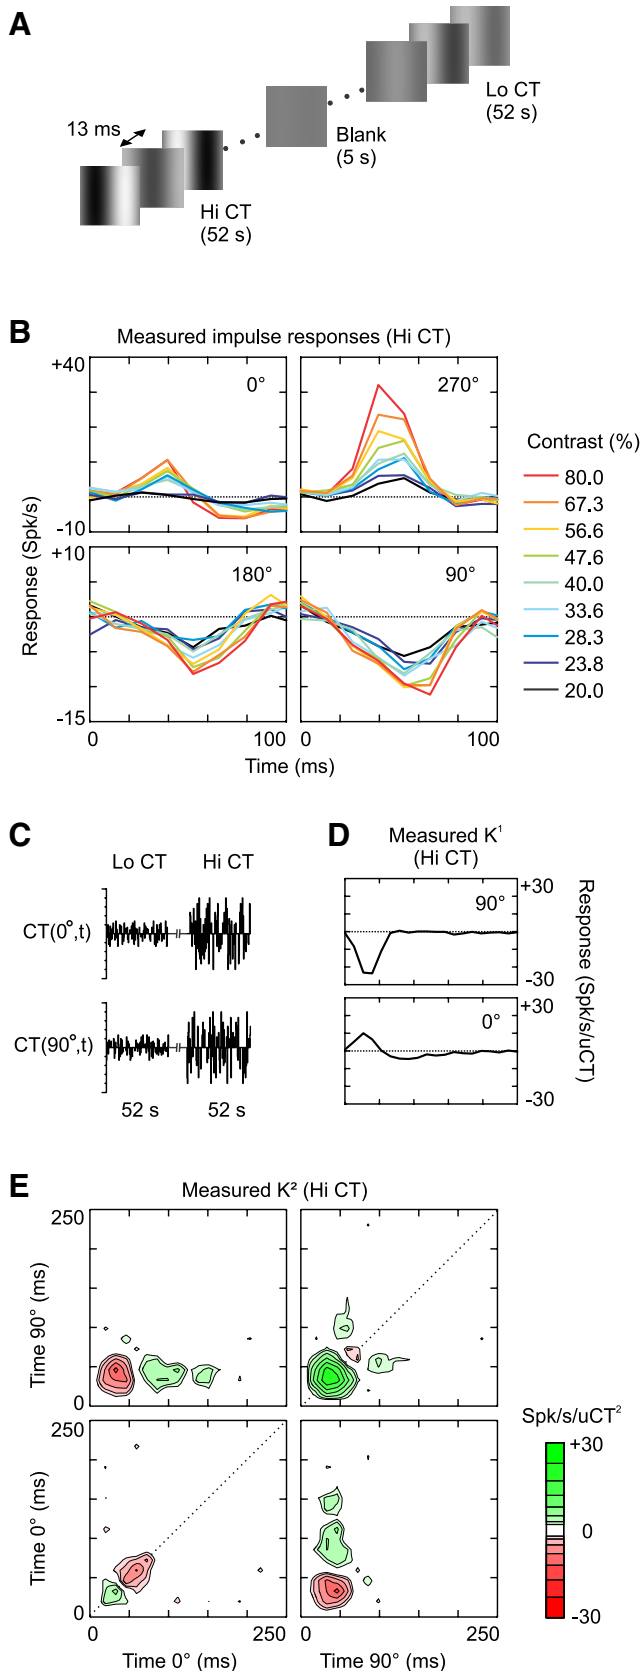 A
13 ms
Hi CT
(52 s)
Blank
(5 s)
Lo CT
(52 s)
B
Measured impulse responses (Hi CT)
+40
0°
270°
-10
+10
180°
90°
-15
Response (Spk/s)
0
100
0
100
Time (ms)
Contrast (%)
80.0
67.3
56.6
47.6
40.0
33.6
28.3
23.8
20.0
C
Lo CT
Hi CT
CT(0°,t)
CT(90°,t)
52 s
52 s
D
Measured K¹
(Hi CT)
+30
90°
-30
+30
0°
-30
Response (Spk/s/uCT)
E
Measured K² (Hi CT)
250
Time 90° (ms)
0
250
Time 0° (ms)
0
0
250
0
250
Time 0° (ms)
Time 90° (ms)
Spk/s/uCT²
+30
0
-30